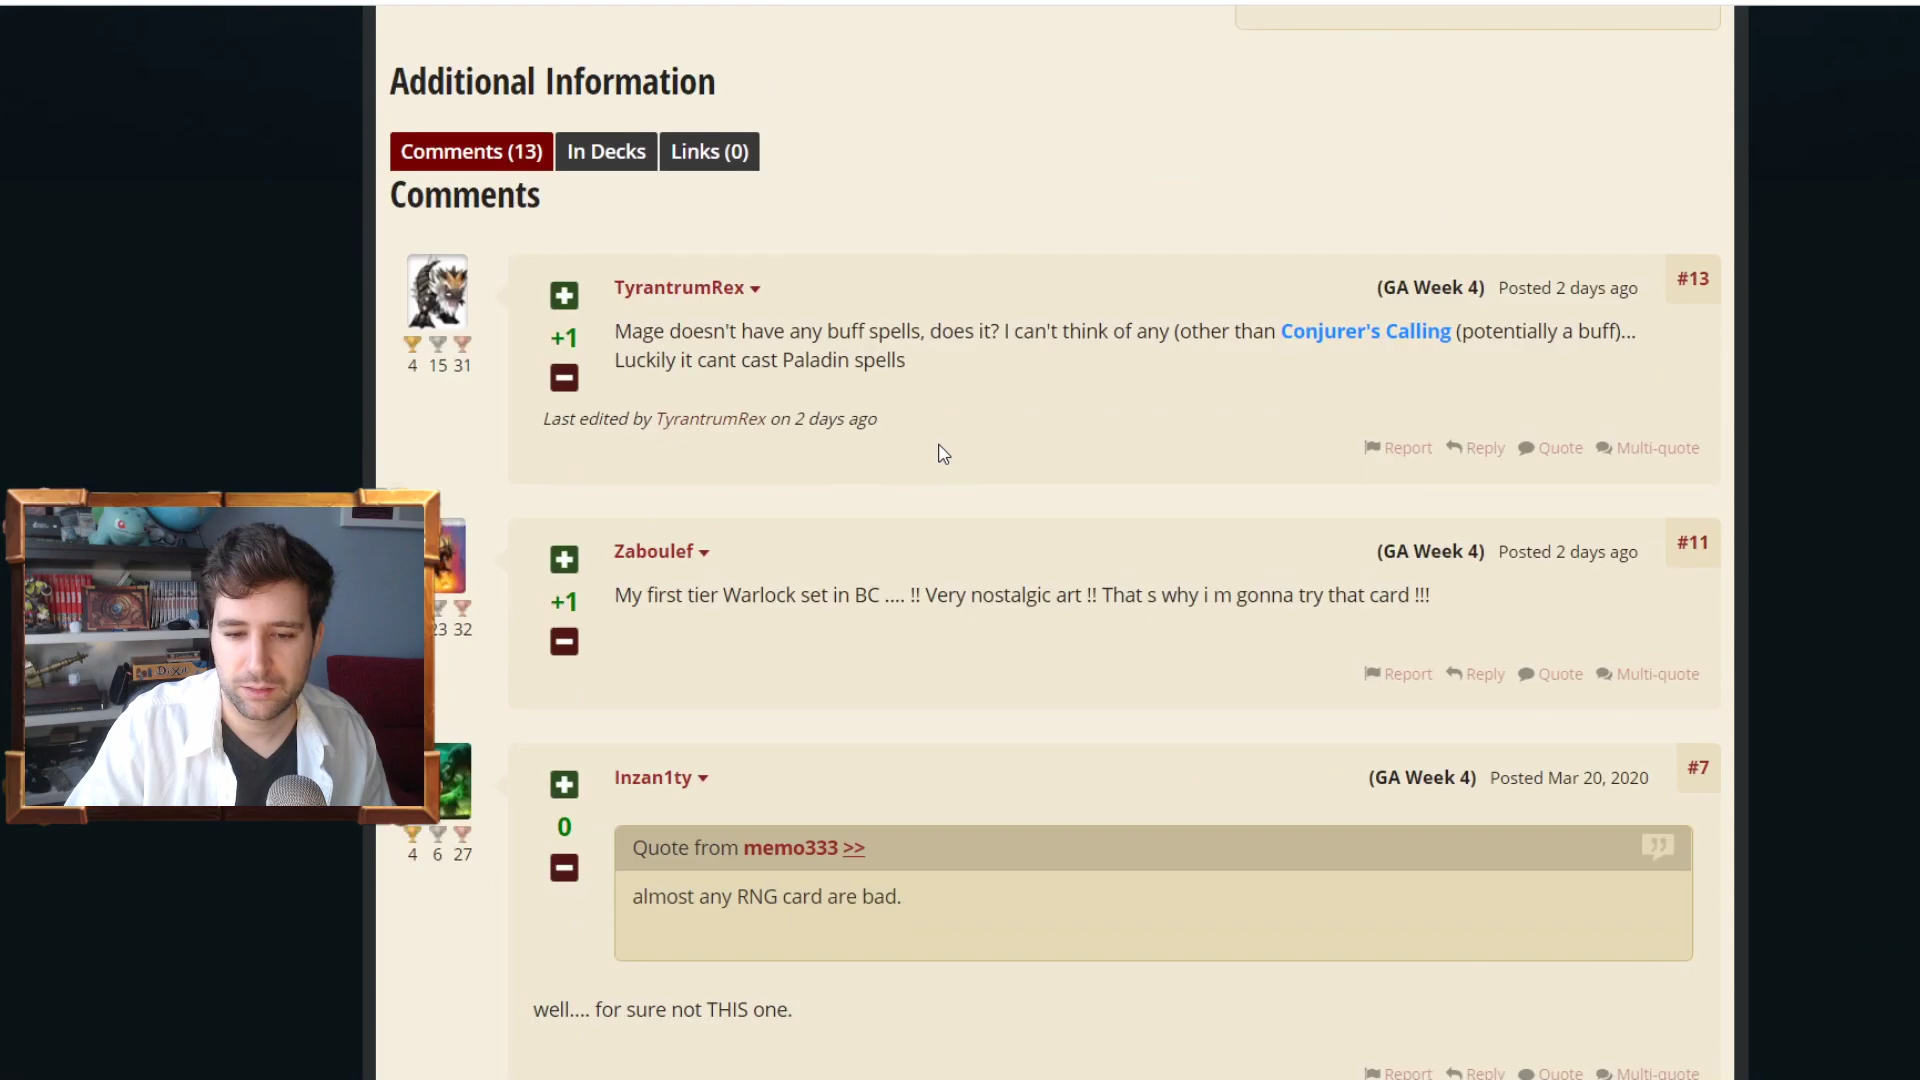 Additional Information
Comments (13)
In Decks
Links (0)
Comments
TyrantrumRex
(GA Week 4) Posted 2 days ago
#13
+1
Mage doesn't have any buff spells, does it? I can't think of any (other than Conjurer's Calling (potentially a buff)...
Luckily it cant cast Paladin spells
4 15 31
Last edited by TyrantrumRex on 2 days ago
Report Reply Quote Multi-quote
Zaboulef
(GA Week 4) Posted 2 days ago
#11
+1
My first tier Warlock set in BC .... !! Very nostalgic art !! That s why i m gonna try that card !!!
23 32
Report Reply Quote Multi-quote
Inzan1ty
(GA Week 4) Posted Mar 20, 2020
#7
0
Quote from memo333 >>
4 6 27
almost any RNG card are bad.
well.... for sure not THIS one.
Report Reply Quote Multi-quote